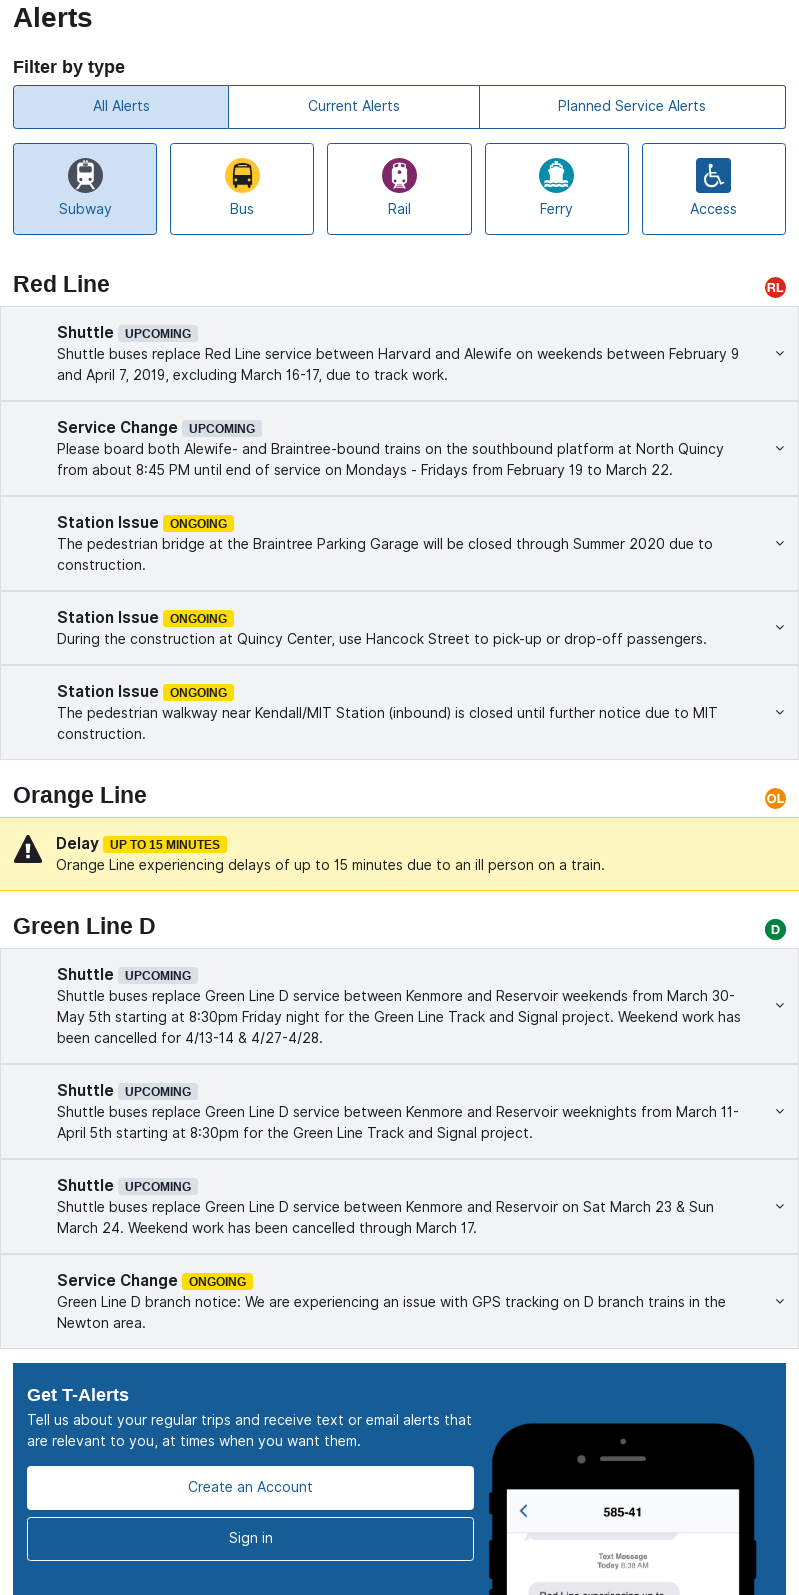 Alerts
Filter by type
All Alerts
Current Alerts
Planned Service Alerts
Subway
Bus
Rail
Ferry
Access
Red Line
RL
Shuttle UPCOMING
Shuttle buses replace Red Line service between Harvard and Alewife on weekends between February 9
and April 7, 2019, excluding March 16-17, due to track work.
Service Change UPCOMING
Please board both Alewife- and Braintree-bound trains on the southbound platform at North Quincy
from about 8:45 PM until end of service on Mondays - Fridays from February 19 to March 22.
Station Issue ONGOING
The pedestrian bridge at the Braintree Parking Garage will be closed through Summer 2020 due to
construction.
Station Issue ONGOING
During the construction at Quincy Center, use Hancock Street to pick-up or drop-off passengers.
Station Issue ONGOING
The pedestrian walkway near Kendall/MIT Station (inbound) is closed until further notice due to MIT
construction.
Orange Line
OL
Delay UP TO 15 MINUTES
Orange Line experiencing delays of up to 15 minutes due to an ill person on a train.
Green Line D
D
Shuttle UPCOMING
Shuttle buses replace Green Line D service between Kenmore and Reservoir weekends from March 30-
May 5th starting at 8:30pm Friday night for the Green Line Track and Signal project. Weekend work has
been cancelled for 4/13-14 & 4/27-4/28.
Shuttle UPCOMING
Shuttle buses replace Green Line D service between Kenmore and Reservoir weeknights from March 11-
April 5th starting at 8:30pm for the Green Line Track and Signal project.
Shuttle UPCOMING
Shuttle buses replace Green Line D service between Kenmore and Reservoir on Sat March 23 & Sun
March 24. Weekend work has been cancelled through March 17.
Service Change ONGOING
Green Line D branch notice: We are experiencing an issue with GPS tracking on D branch trains in the
Newton area.
Get T-Alerts
Tell us about your regular trips and receive text or email alerts that
are relevant to you, at times when you want them.
Create an Account
Sign in
585-41
Text Message
Today 8:38 AM
Red Line experiencing up to